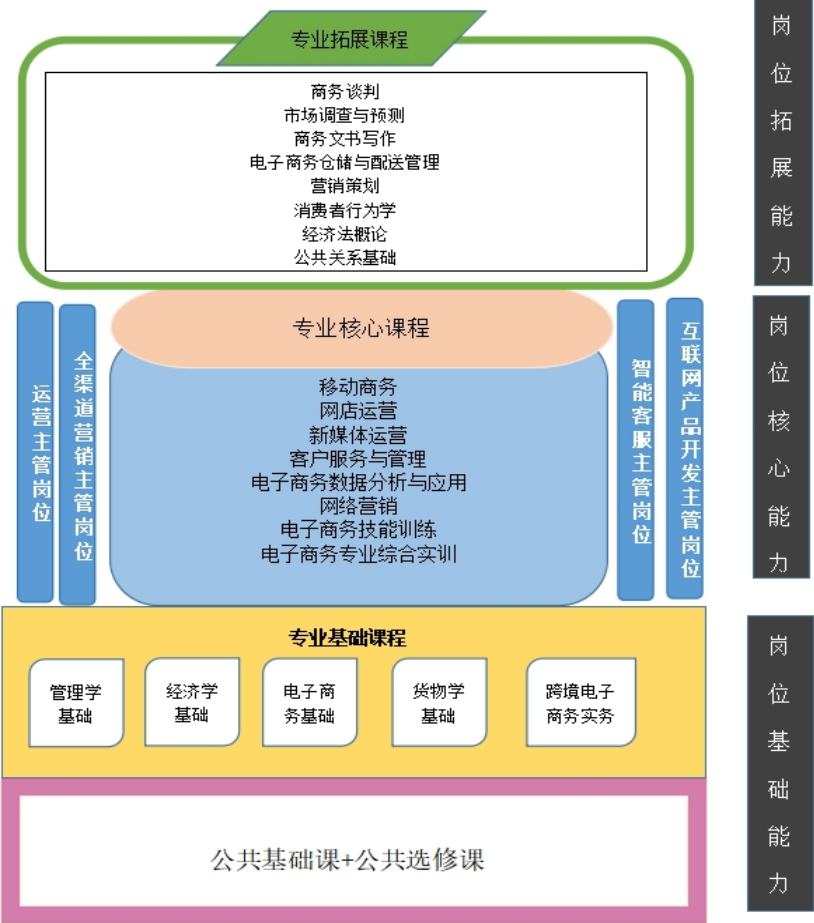 专业拓展课程
商务谈判
市场调查与预测
商务文书写作
电子商务仓储与配送管理
营销策划
消费者行为学
经济法概论
公共关系基础
岗位拓展能力
运营主管岗位
全渠道营销主管岗位
专业核心课程
移动商务
网店运营
新媒体运营
客户服务与管理
电子商务数据分析与应用
网络营销
电子商务技能训练
电子商务专业综合实训
智能客服主管岗位
互联网产品开发主管岗位
岗位核心能力
专业基础课程
管理学
基础
经济学
基础
电子商
务基础
货物学
基础
跨境电子
商务实务
公共基础课+公共选修课
岗位基础能力